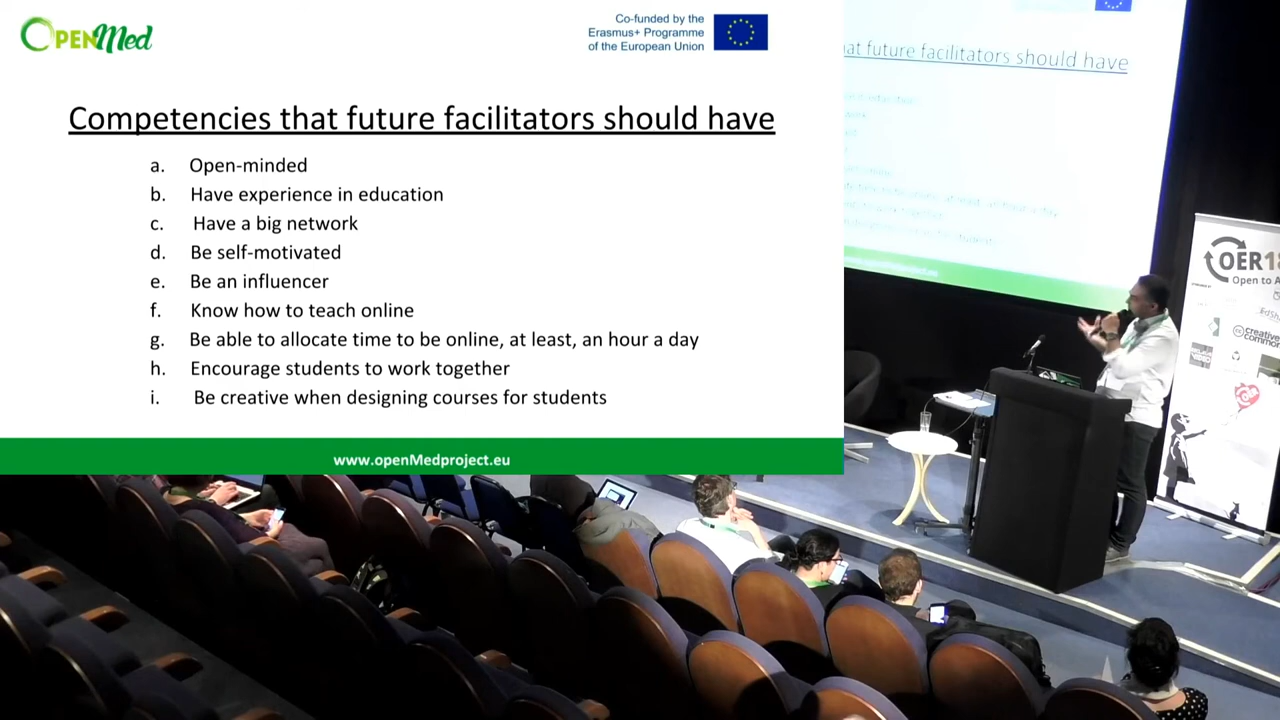 OPENMed
Co-funded by the
Erasmus+ Programme
of the European Union
Competencies that future facilitators should have
a. Open-minded
b. Have experience in education
c. Have a big network
d. Be self-motivated
e. Be an influencer
f. Know how to teach online
g. Be able to allocate time to be online, at least, an hour a day
h. Encourage students to work together
i. Be creative when designing courses for students
www.openMedproject.eu
future facilitators should have
OER18
Open to A
creative
common